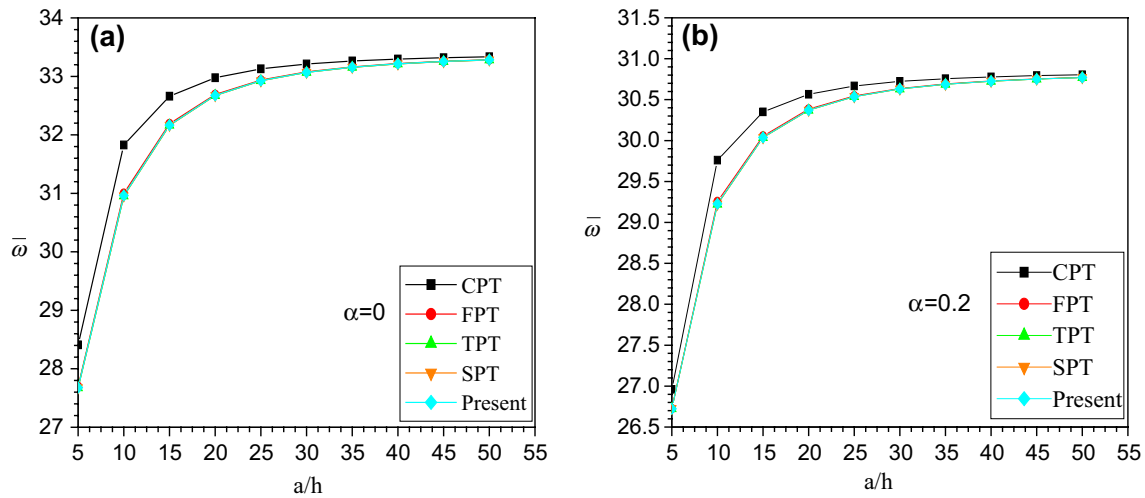 (a)
34
33
32
31
30
29
28
27
ω̅
α=0
CPT
FPT
TPT
SPT
Present
5 10 15 20 25 30 35 40 45 50 55
a/h
(b)
31.5
31.0
30.5
30.0
29.5
29.0
28.5
28.0
27.5
27.0
26.5
ω̅
α=0.2
CPT
FPT
TPT
SPT
Present
5 10 15 20 25 30 35 40 45 50 55
a/h